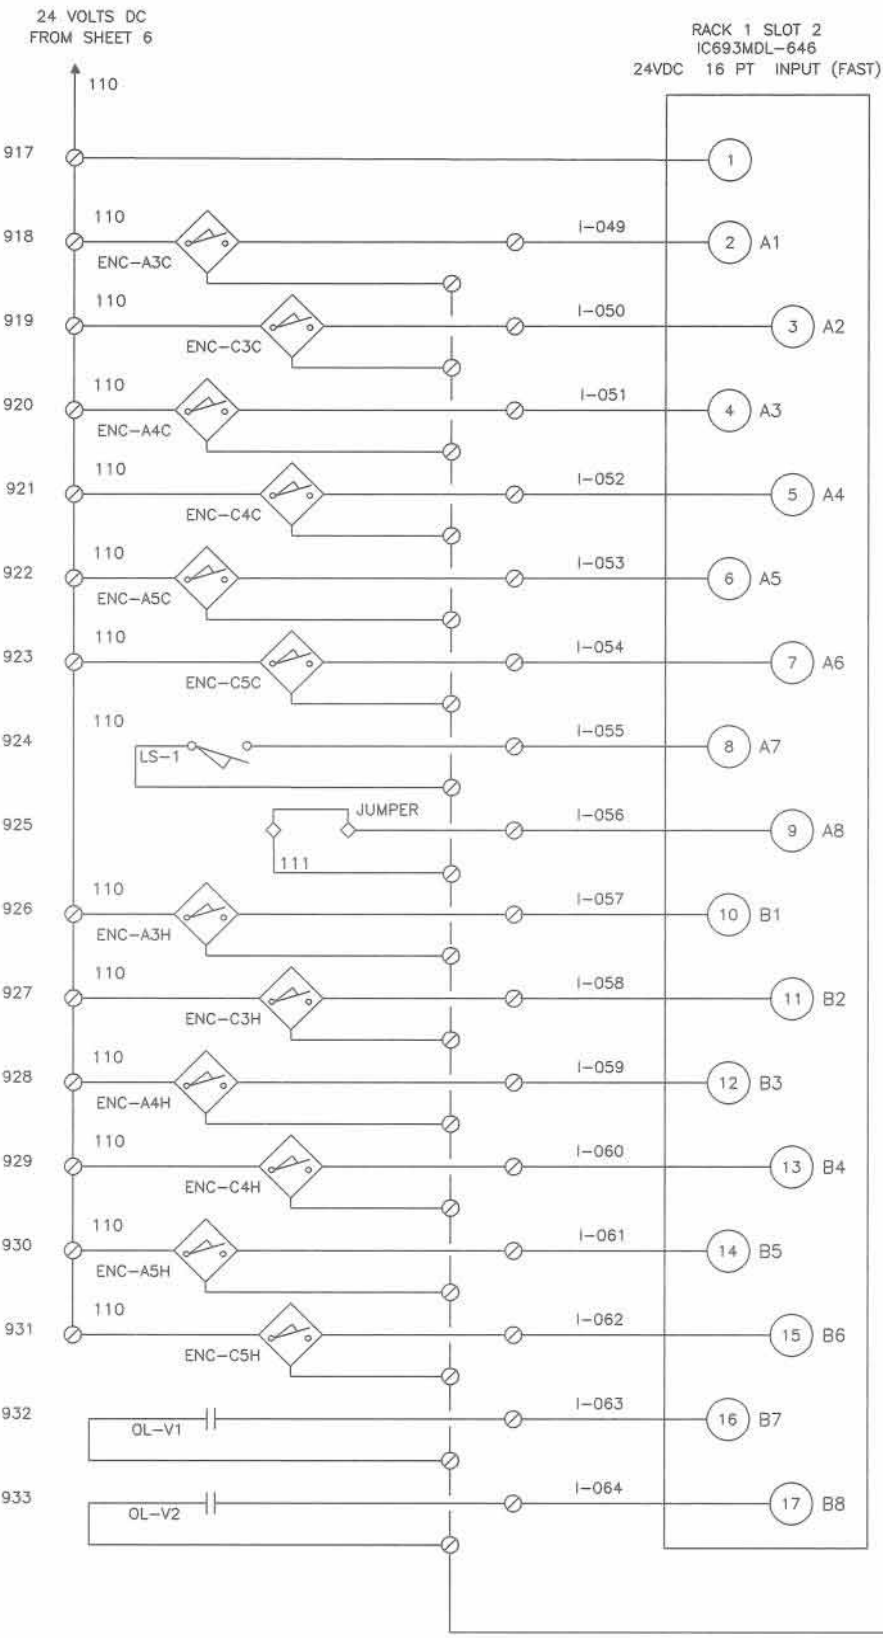 24 VOLTS DC
FROM SHEET 6
RACK 1 SLOT 2
IC693MDL-646
24VDC 16 PT INPUT (FAST)
110
917
1
110
918
I-049
2 A1
ENC-A3C
110
919
I-050
3 A2
ENC-C3C
110
920
I-051
4 A3
ENC-A4C
110
921
I-052
5 A4
ENC-C4C
110
922
I-053
6 A5
ENC-A5C
110
923
I-054
7 A6
ENC-C5C
110
924
I-055
8 A7
LS-1
925
JUMPER
I-056
9 A8
111
110
926
I-057
10 B1
ENC-A3H
110
927
I-058
11 B2
ENC-C3H
110
928
I-059
12 B3
ENC-A4H
110
929
I-060
13 B4
ENC-C4H
110
930
I-061
14 B5
ENC-A5H
110
931
I-062
15 B6
ENC-C5H
932
I-063
16 B7
OL-V1
933
I-064
17 B8
OL-V2